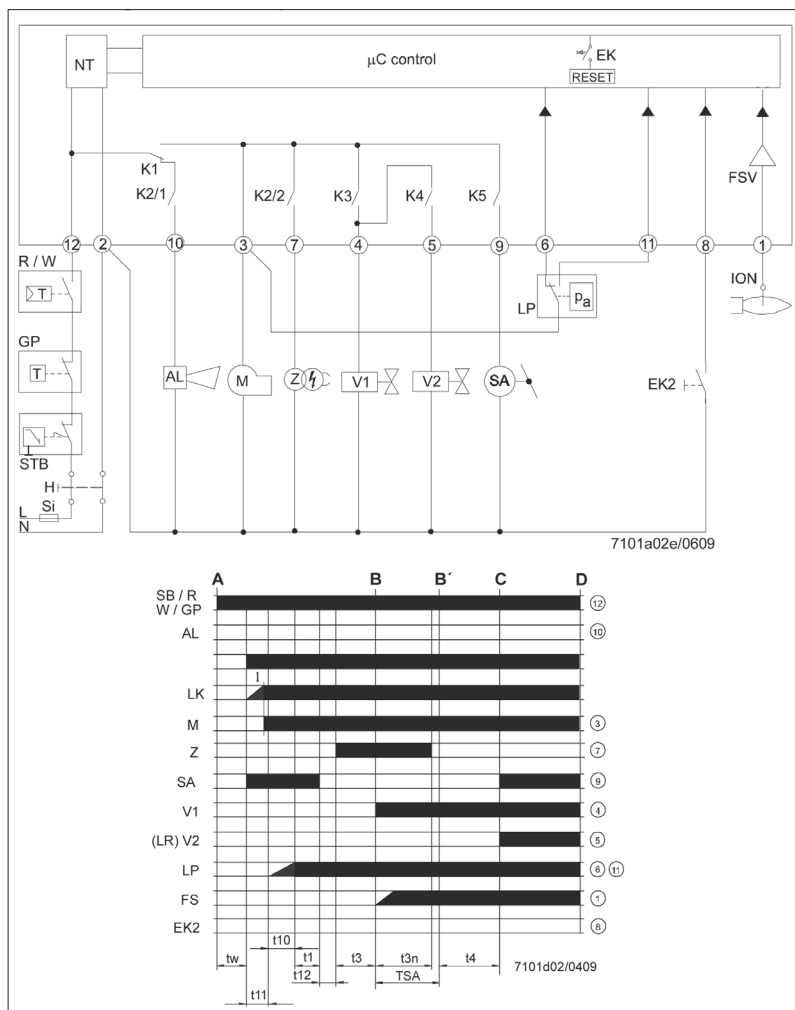 NT
μC control
EK
RESET
FSV
K1
K2/1
K2/2
K3
K4
K5
12
2
10
3
7
4
5
9
6
11
8
1
R / W
T
GP
T
STB
H
Si
L
N
AL
M
Z
V1
V2
SA
LP
pa
ION
EK2
7101a02e/0609
A
B
B´
C
D
SB / R
W / GP
12
AL
10
I
LK
M
3
Z
7
SA
9
V1
4
(LR) V2
5
LP
6 11
FS
1
EK2
8
t10
tw
t1
t3
t3n
t4
t12
TSA
7101d02/0409
t11